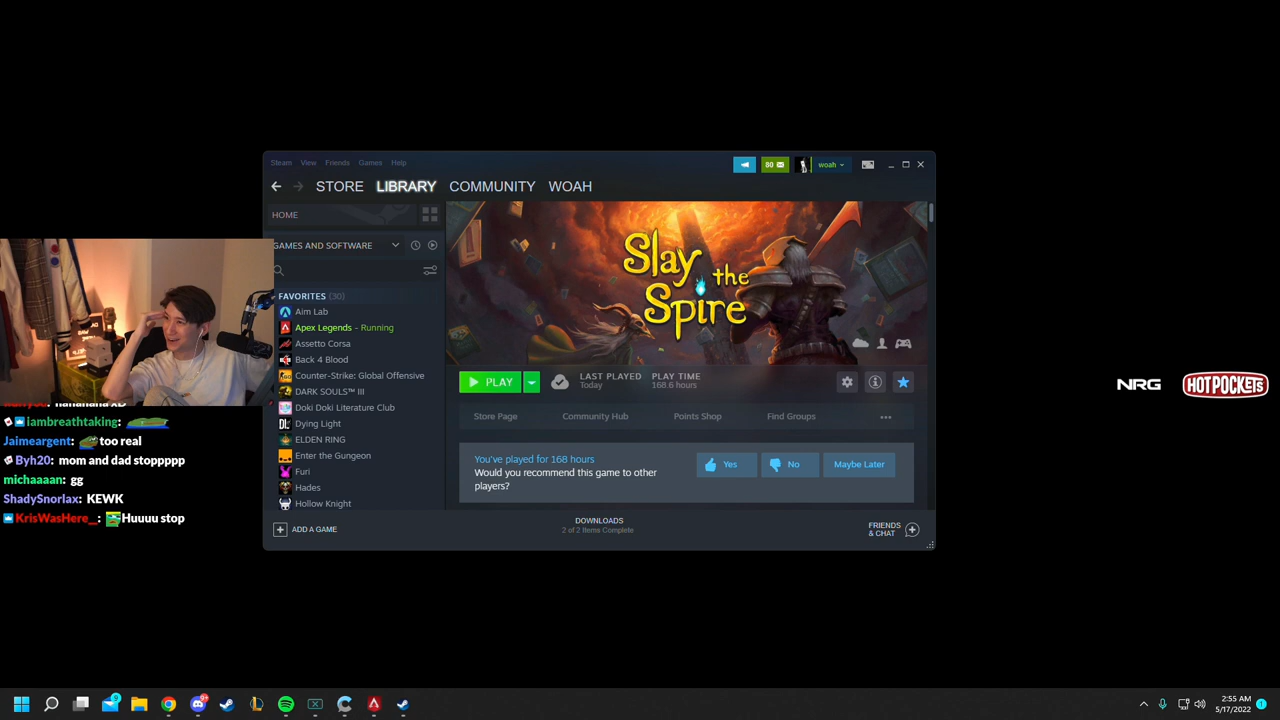 Steam View Friends Games Help
80 woah
STORE LIBRARY COMMUNITY WOAH
HOME
GAMES AND SOFTWARE
FAVORITES (30)
Aim Lab
Apex Legends - Running
Assetto Corsa
Back 4 Blood
Counter-Strike: Global Offensive
DARK SOULS™ III
Doki Doki Literature Club
Dying Light
ELDEN RING
Enter the Gungeon
Furi
Hades
Hollow Knight
Slay the Spire
PLAY
LAST PLAYED
Today
PLAY TIME
168.6 hours
Store Page Community Hub Points Shop Find Groups
You've played for 168 hours
Would you recommend this game to other
players?
Yes No Maybe Later
ADD A GAME
DOWNLOADS
2 of 2 Items Complete
FRIENDS
& CHAT
iambreathtaking:
Jaimeargent: too real
Byh20: mom and dad stoppppp
michaaaan: gg
ShadySnorlax: KEWK
KrisWasHere_: Huuuu stop
NRG HOT POCKETS
2:55 AM
5/17/2022